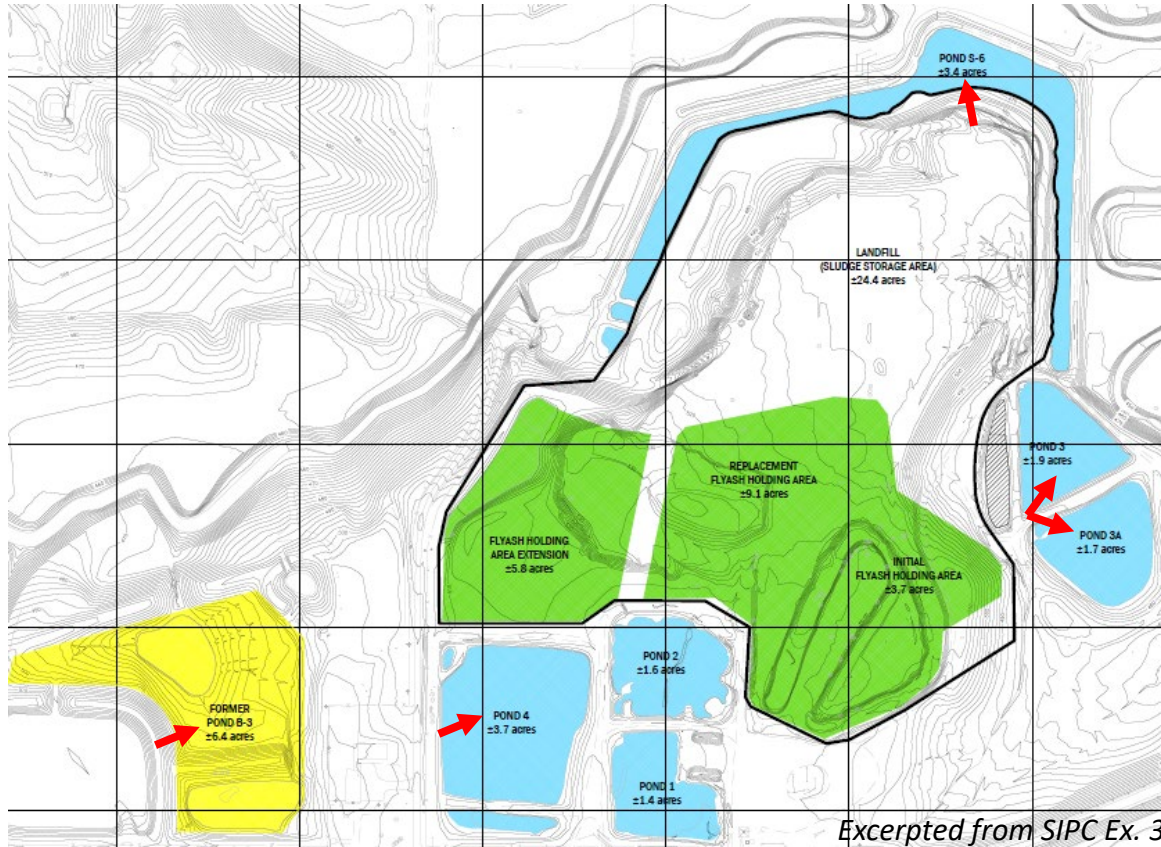 POND S-6
±3.4 acres
LANDFILL
(SLUDGE STORAGE AREA)
±24.4 acres
POND 3
±1.9 acres
REPLACEMENT
FLYASH HOLDING AREA
±9.1 acres
FLYASH HOLDING
AREA EXTENSION
±5.8 acres
INITIAL
FLYASH HOLDING AREA
±3.7 acres
POND 3A
±1.7 acres
POND 2
±1.6 acres
FORMER
POND B-3
±6.4 acres
POND 4
±3.7 acres
POND 1
±1.4 acres
Excerpted from SIPC Ex. 3